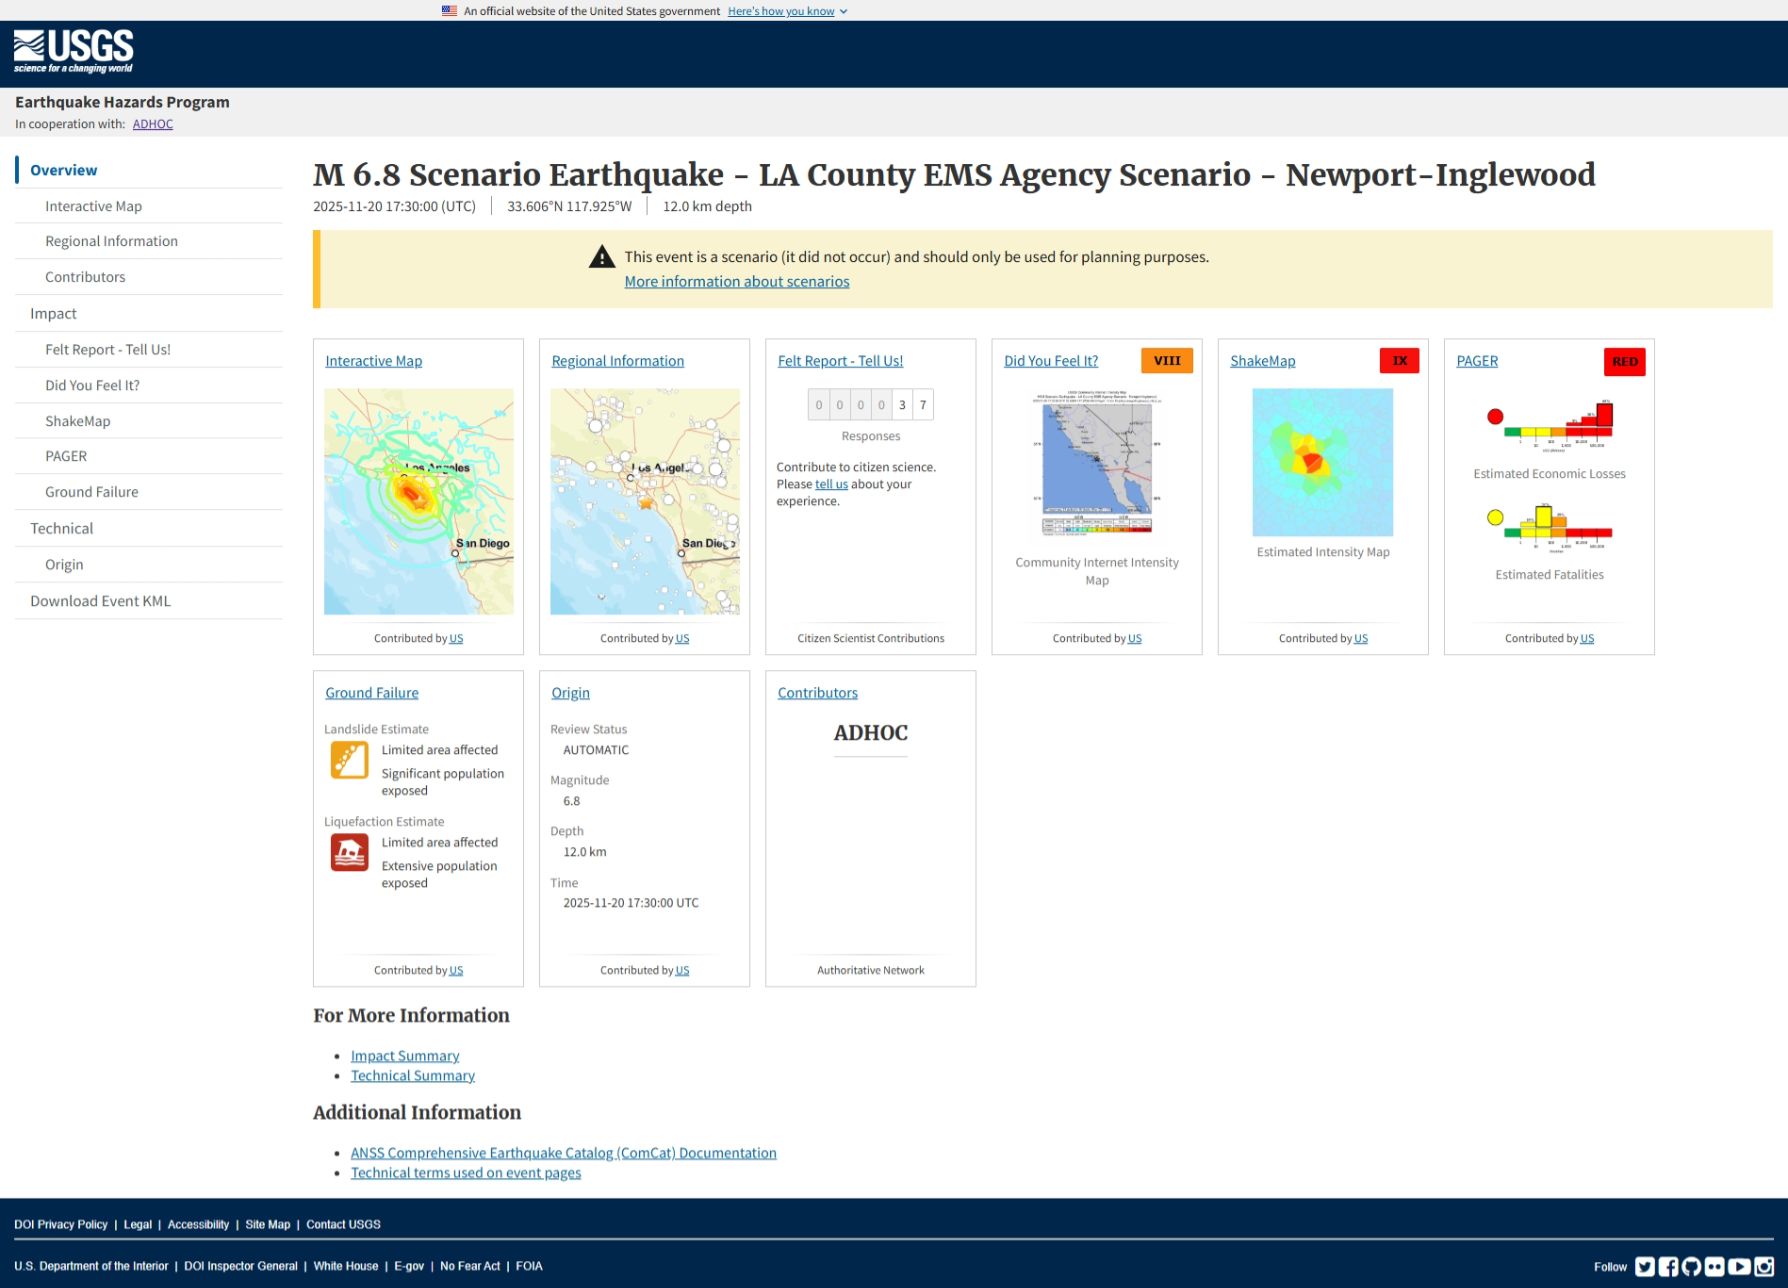 An official website of the United States government Here's how you know
USGS
science for a changing world
Earthquake Hazards Program
In cooperation with: ADHOC
Overview
Interactive Map
Regional Information
Contributors
Impact
Felt Report - Tell Us!
Did You Feel It?
ShakeMap
PAGER
Ground Failure
Technical
Origin
Download Event KML
M 6.8 Scenario Earthquake - LA County EMS Agency Scenario - Newport-Inglewood
2025-11-20 17:30:00 (UTC) 33.606°N 117.925°W 12.0 km depth
This event is a scenario (it did not occur) and should only be used for planning purposes.
More information about scenarios
Interactive Map
Los Angeles
San Diego
Contributed by US
Regional Information
Contributed by US
Felt Report - Tell Us!
0 0 0 0 3 7
Responses
Contribute to citizen science.
Please tell us about your
experience.
Citizen Scientist Contributions
Did You Feel It? VIII
Community Internet Intensity
Map
Contributed by US
ShakeMap IX
Estimated Intensity Map
Contributed by US
PAGER RED
Estimated Economic Losses
Estimated Fatalities
Contributed by US
Ground Failure
Landslide Estimate
Limited area affected
Significant population
exposed
Liquefaction Estimate
Limited area affected
Extensive population
exposed
Contributed by US
Origin
Review Status
AUTOMATIC
Magnitude
6.8
Depth
12.0 km
Time
2025-11-20 17:30:00 UTC
Contributed by US
Contributors
ADHOC
Authoritative Network
For More Information
Impact Summary
Technical Summary
Additional Information
ANSS Comprehensive Earthquake Catalog (ComCat) Documentation
Technical terms used on event pages
DOI Privacy Policy | Legal | Accessibility | Site Map | Contact USGS
U.S. Department of the Interior | DOI Inspector General | White House | E-gov | No Fear Act | FOIA
Follow